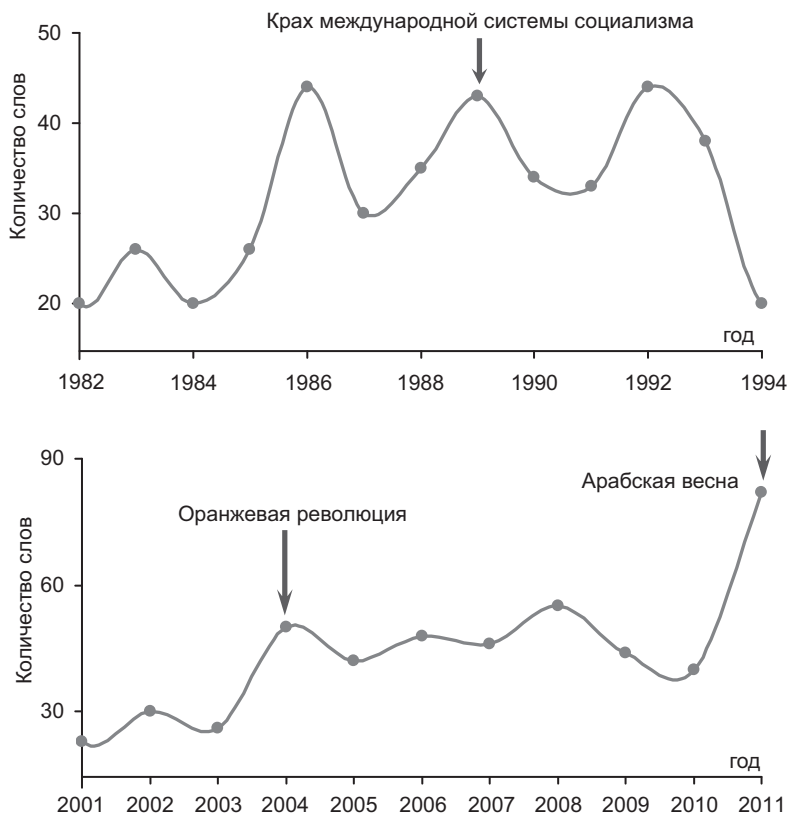 Крах международной системы социализма
50
40
30
20
Количество слов
год
1982 1984 1986 1988 1990 1992 1994
90
60
30
Количество слов
Арабская весна
Оранжевая революция
год
2001 2002 2003 2004 2005 2006 2007 2008 2009 2010 2011